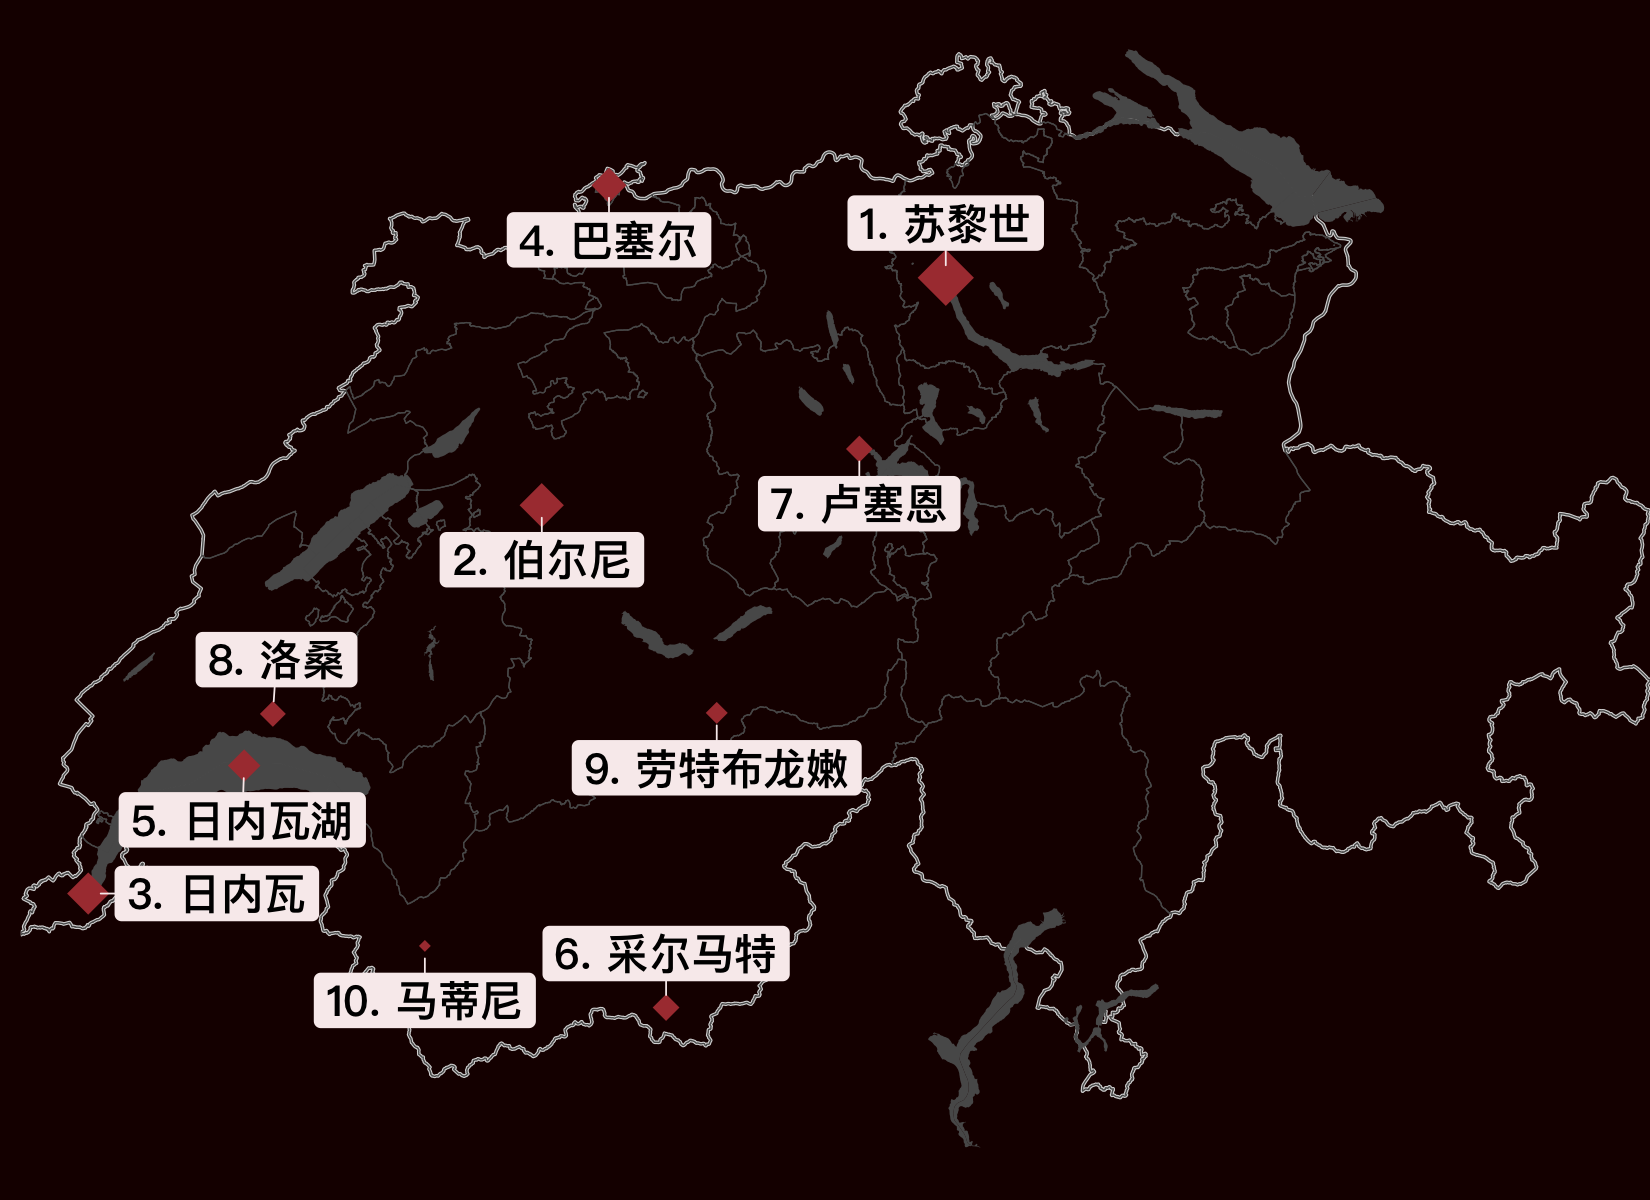 1. 苏黎世
4. 巴塞尔
7. 卢塞恩
2. 伯尔尼
8. 洛桑
9. 劳特布龙嫩
5. 日内瓦湖
3. 日内瓦
6. 采尔马特
10. 马蒂尼